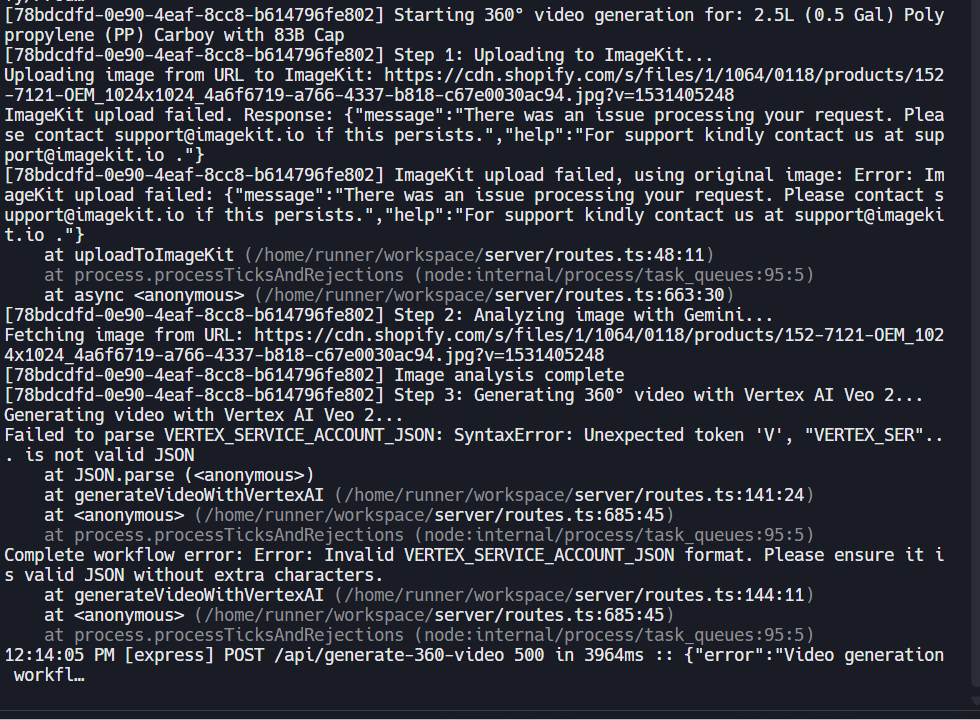 [78bdcdfd-0e90-4eaf-8cc8-b614796fe802] Starting 360° video generation for: 2.5L (0.5 Gal) Poly
propylene (PP) Carboy with 83B Cap
[78bdcdfd-0e90-4eaf-8cc8-b614796fe802] Step 1: Uploading to ImageKit...
Uploading image from URL to ImageKit: https://cdn.shopify.com/s/files/1/1064/0118/products/152
-7121-OEM_1024x1024_4a6f6719-a766-4337-b818-c67e0030ac94.jpg?v=1531405248
ImageKit upload failed. Response: {"message":"There was an issue processing your request. Plea
se contact support@imagekit.io if this persists.","help":"For support kindly contact us at sup
port@imagekit.io ."}
[78bdcdfd-0e90-4eaf-8cc8-b614796fe802] ImageKit upload failed, using original image: Error: Im
ageKit upload failed: {"message":"There was an issue processing your request. Please contact s
upport@imagekit.io if this persists.","help":"For support kindly contact us at support@imageki
t.io ."}
    at uploadToImageKit (/home/runner/workspace/server/routes.ts:48:11)
    at process.processTicksAndRejections (node:internal/process/task_queues:95:5)
    at async <anonymous> (/home/runner/workspace/server/routes.ts:663:30)
[78bdcdfd-0e90-4eaf-8cc8-b614796fe802] Step 2: Analyzing image with Gemini...
Fetching image from URL: https://cdn.shopify.com/s/files/1/1064/0118/products/152-7121-OEM_102
4x1024_4a6f6719-a766-4337-b818-c67e0030ac94.jpg?v=1531405248
[78bdcdfd-0e90-4eaf-8cc8-b614796fe802] Image analysis complete
[78bdcdfd-0e90-4eaf-8cc8-b614796fe802] Step 3: Generating 360° video with Vertex AI Veo 2...
Generating video with Vertex AI Veo 2...
Failed to parse VERTEX_SERVICE_ACCOUNT_JSON: SyntaxError: Unexpected token 'V', "VERTEX_SER"..
. is not valid JSON
    at JSON.parse (<anonymous>)
    at generateVideoWithVertexAI (/home/runner/workspace/server/routes.ts:141:24)
    at <anonymous> (/home/runner/workspace/server/routes.ts:685:45)
    at process.processTicksAndRejections (node:internal/process/task_queues:95:5)
Complete workflow error: Error: Invalid VERTEX_SERVICE_ACCOUNT_JSON format. Please ensure it i
s valid JSON without extra characters.
    at generateVideoWithVertexAI (/home/runner/workspace/server/routes.ts:144:11)
    at <anonymous> (/home/runner/workspace/server/routes.ts:685:45)
    at process.processTicksAndRejections (node:internal/process/task_queues:95:5)
12:14:05 PM [express] POST /api/generate-360-video 500 in 3964ms :: {"error":"Video generation
 workfl…